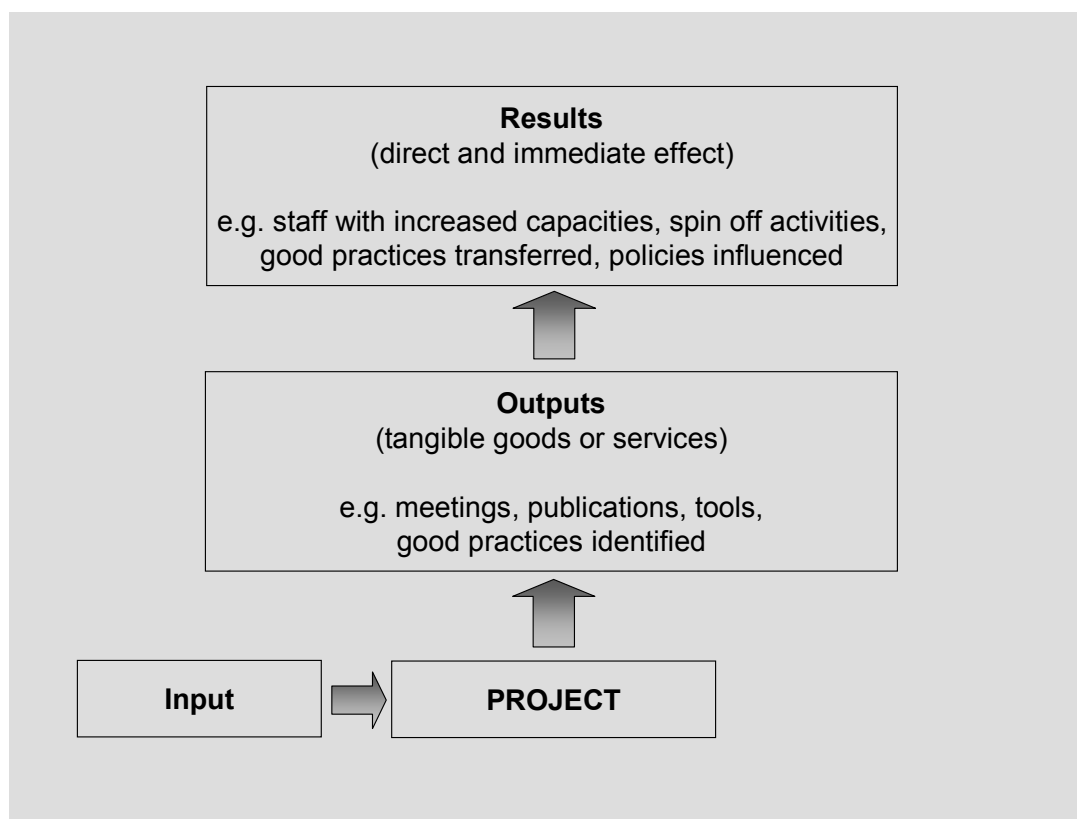 Results
(direct and immediate effect)
e.g. staff with increased capacities, spin off activities,
good practices transferred, policies influenced
Outputs
(tangible goods or services)
e.g. meetings, publications, tools,
good practices identified
Input
PROJECT